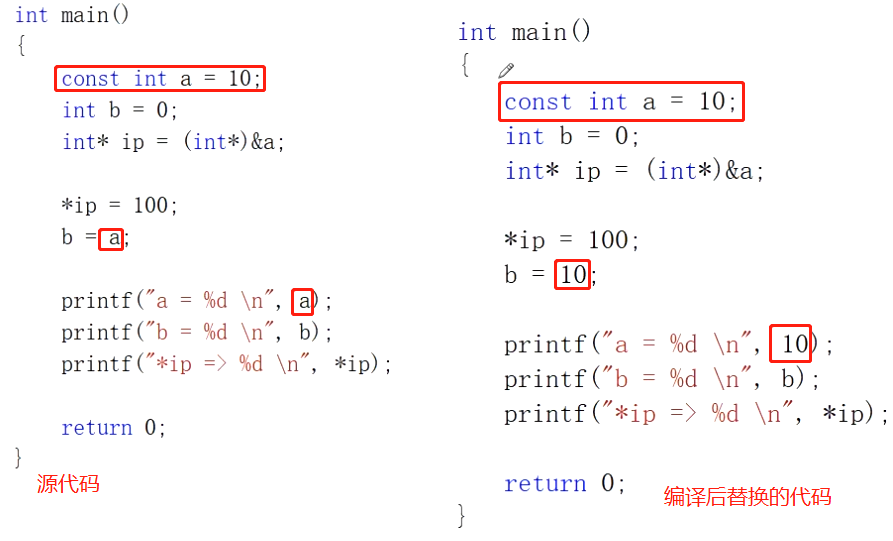 int main()
{
const int a = 10;
int b = 0;
int* ip = (int*)&a;
*ip = 100;
b = a;
printf("a = %d \n", a);
printf("b = %d \n", b);
printf("*ip => %d \n", *ip);
return 0;
}
源代码
int main()
{
const int a = 10;
int b = 0;
int* ip = (int*)&a;
*ip = 100;
b = 10;
printf("a = %d \n", 10);
printf("b = %d \n", b);
printf("*ip => %d \n", *ip);
return 0;
}
编译后替换的代码